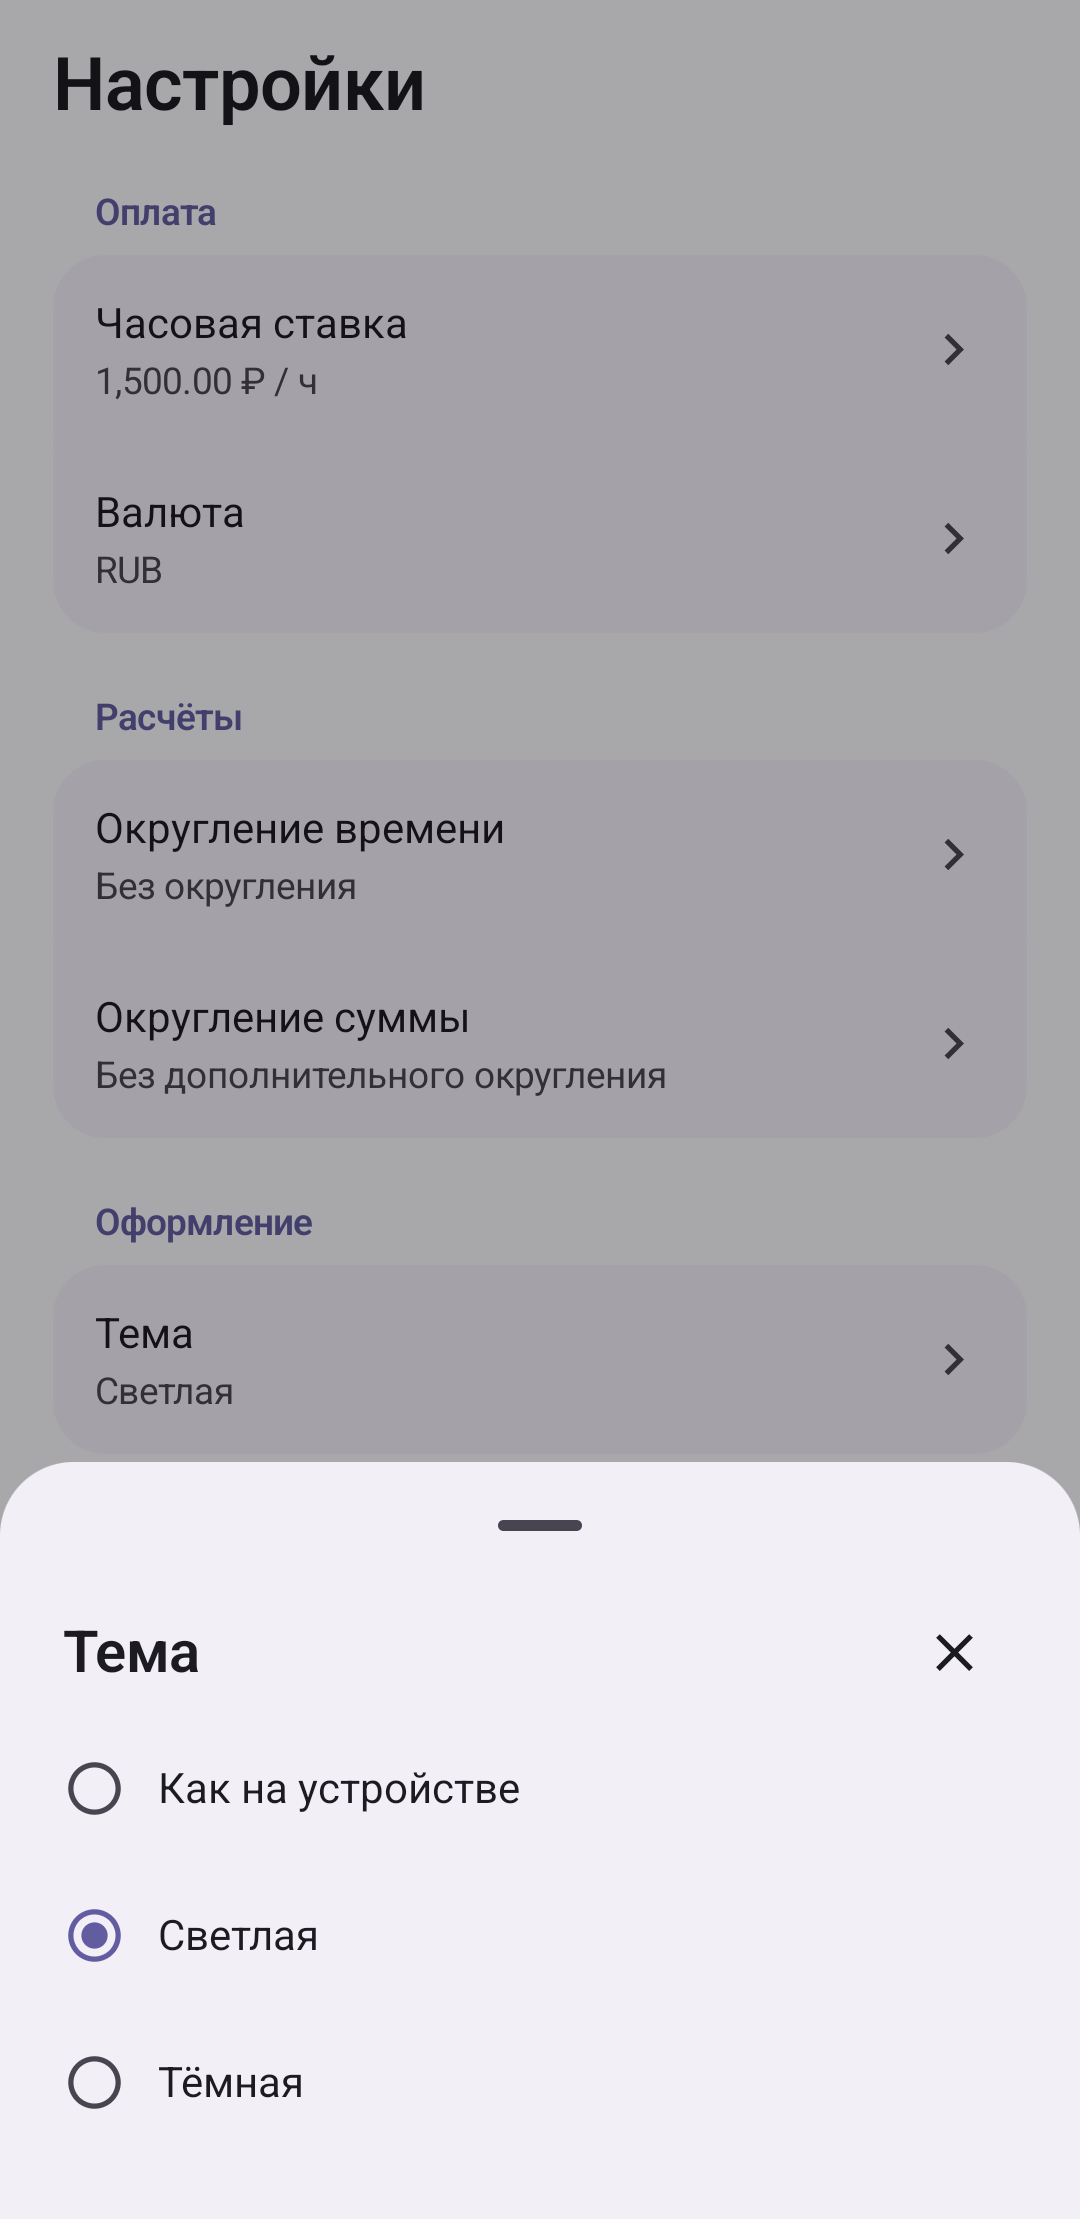 Настройки
Оплата
Часовая ставка
1,500.00 ₽ / ч
Валюта
RUB
Расчёты
Округление времени
Без округления
Округление суммы
Без дополнительного округления
Оформление
Тема
Светлая
Тема
Как на устройстве
Светлая
Тёмная